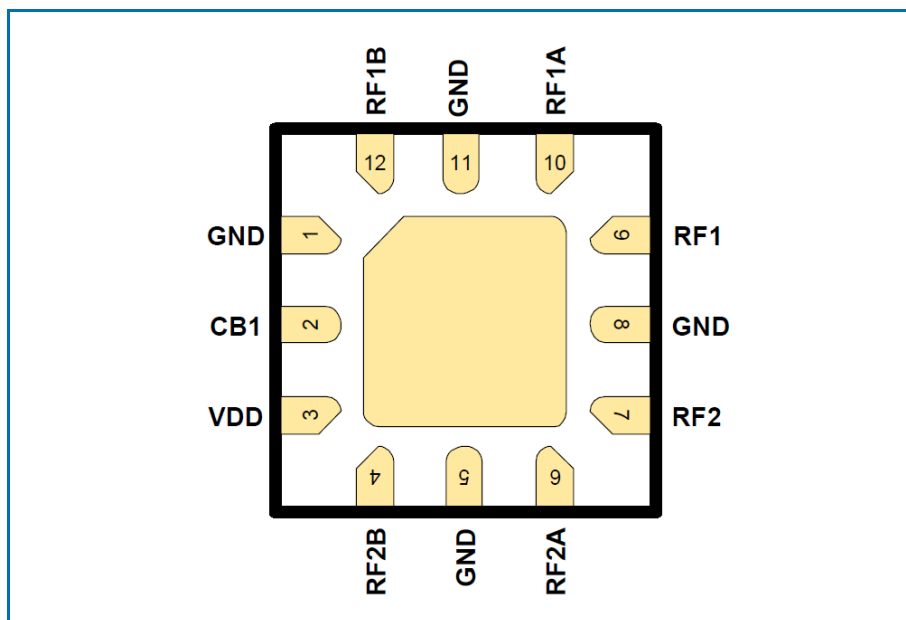 RF1B
GND
RF1A
12
11
10
GND
1
9
RF1
CB1
2
8
GND
VDD
3
7
RF2
4
5
6
RF2B
GND
RF2A